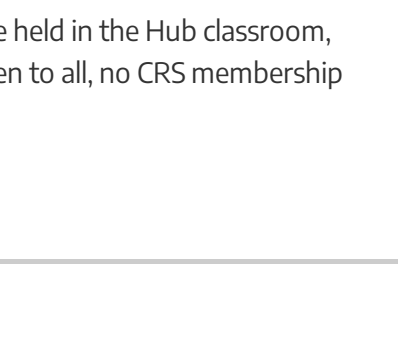 e held in the Hub classroom,
en to all, no CRS membership